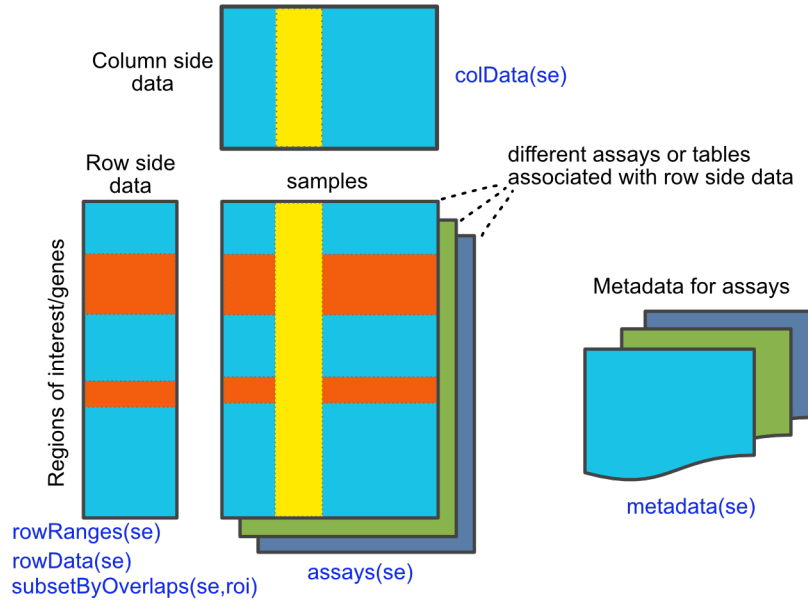 Column side
data
colData(se)
Row side
data
samples
different assays or tables
associated with row side data
Regions of interest/genes
Metadata for assays
rowRanges(se)
rowData(se)
subsetByOverlaps(se,roi)
assays(se)
metadata(se)